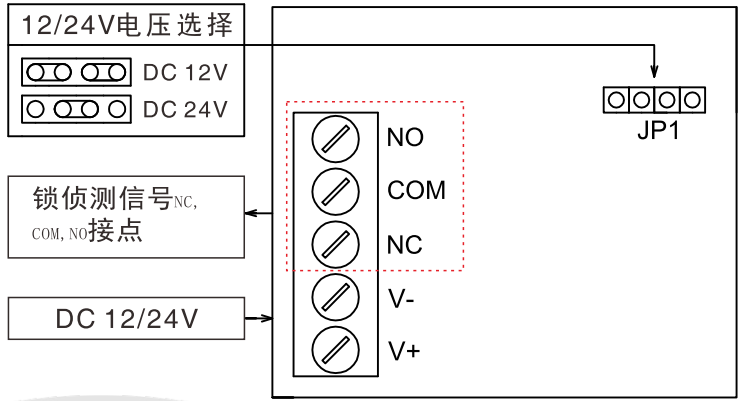 12/24V电压选择
DC 12V
DC 24V
JP1
NO
COM
NC
V-
V+
锁侦测信号NC,
COM,NO接点
DC 12/24V